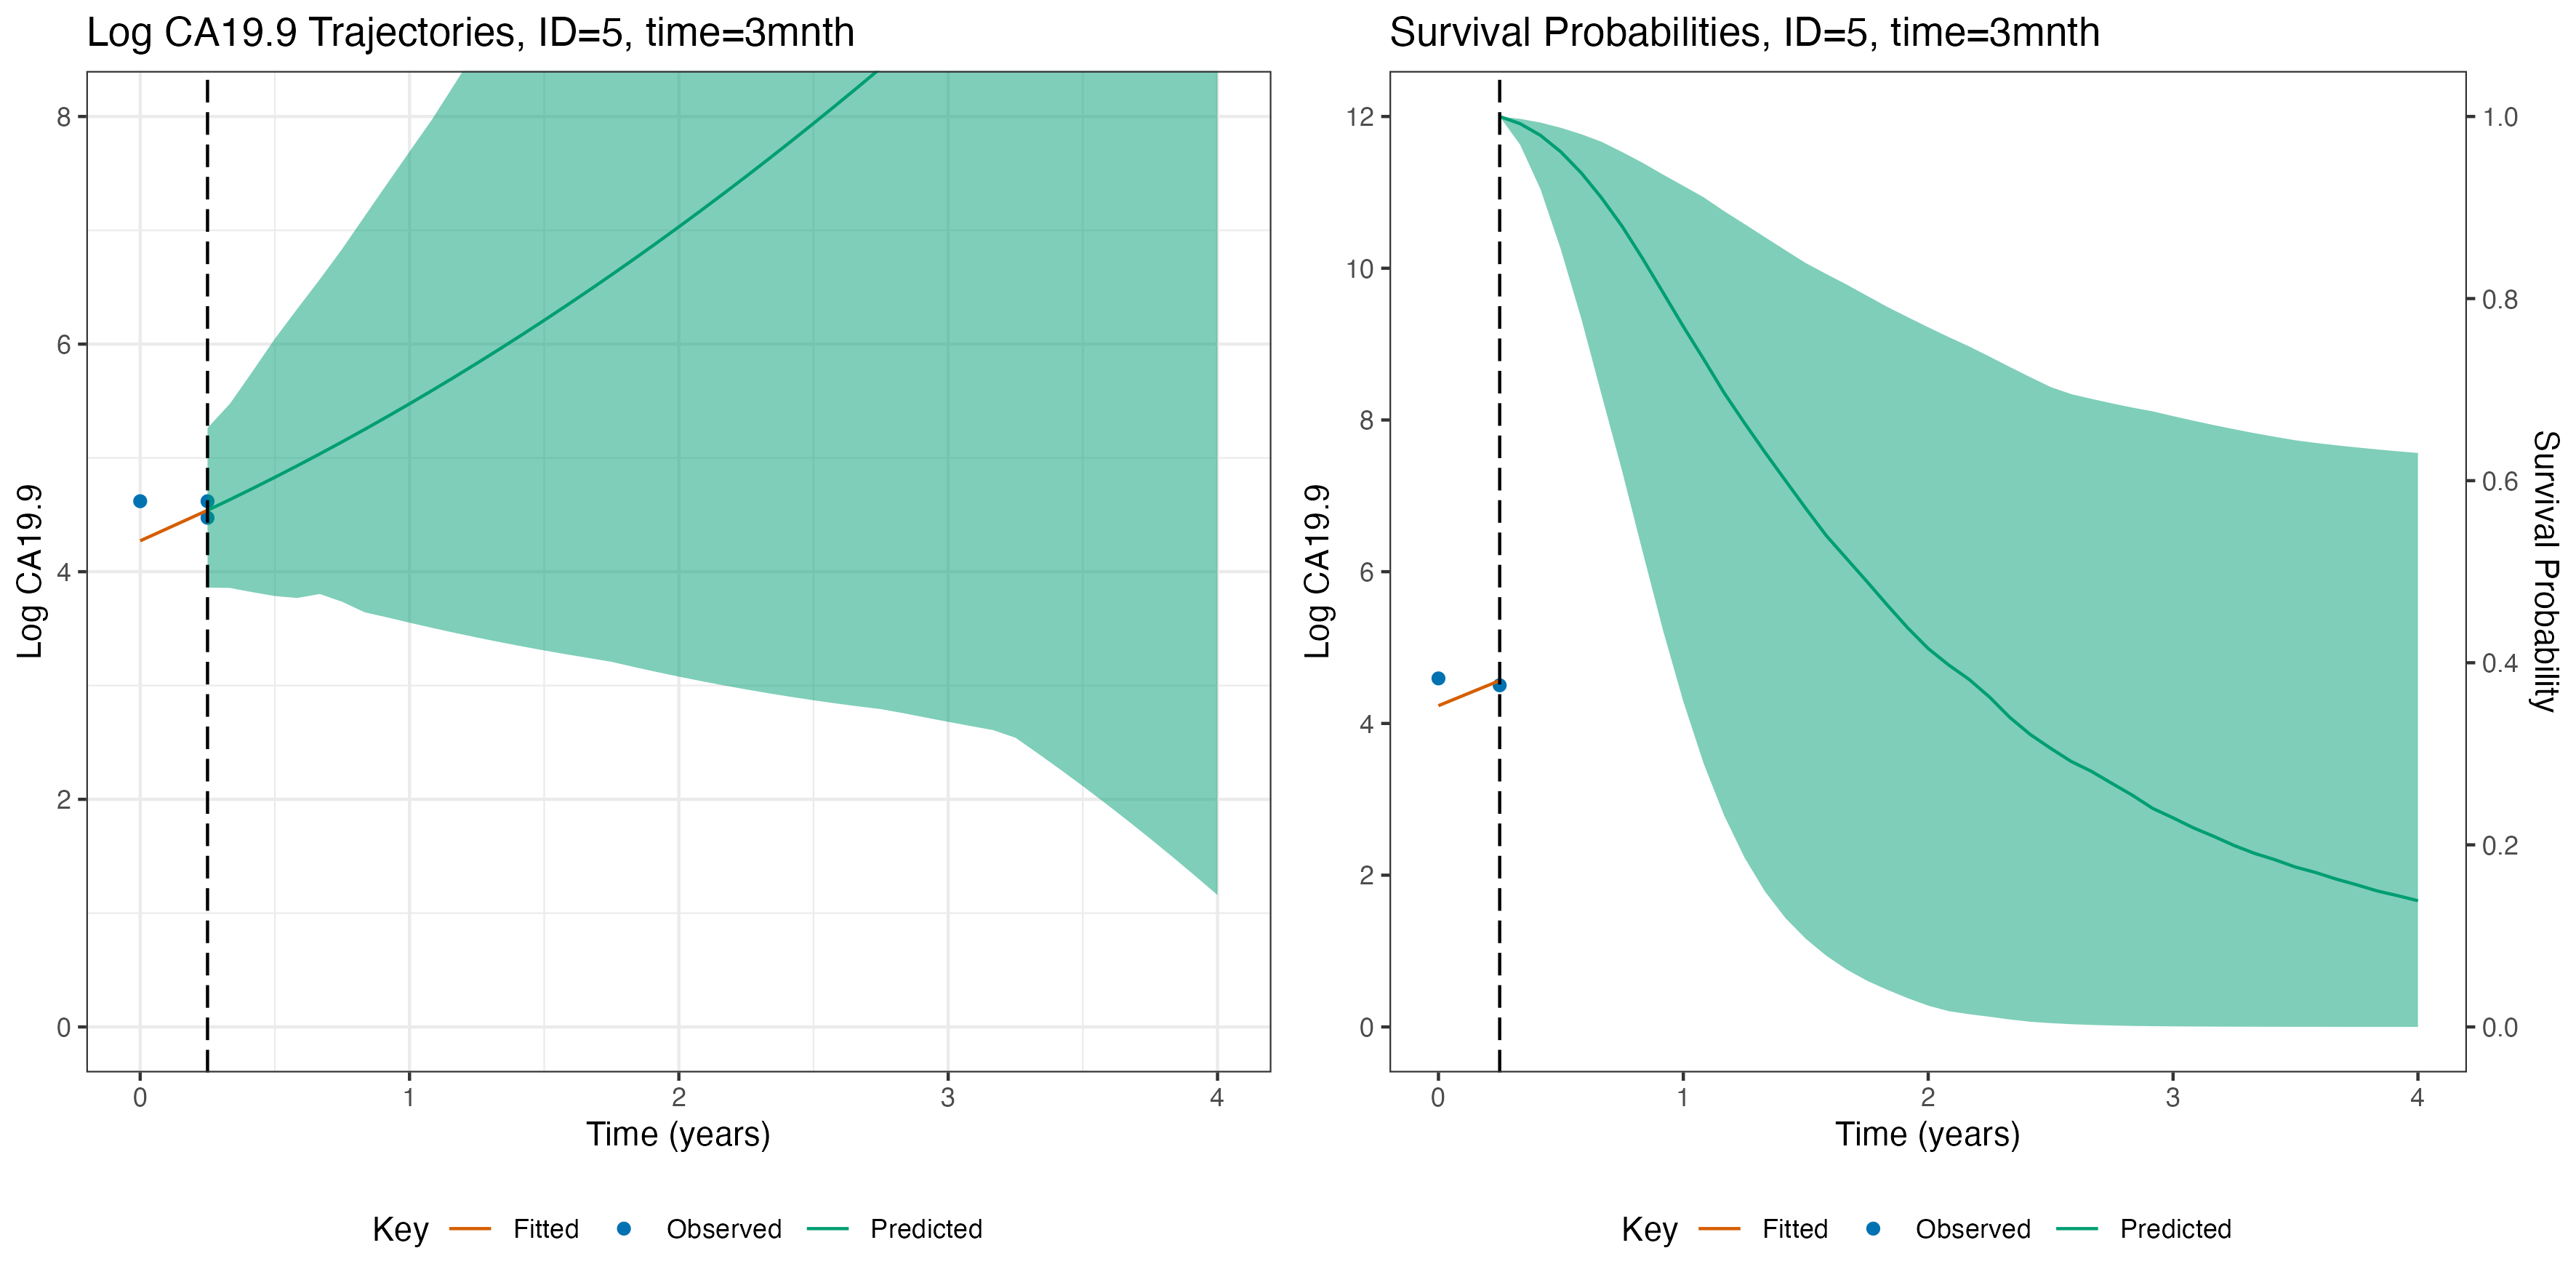 Log CA19.9 Trajectories, ID=5, time=3mnth
Log CA19.9
8
6
4
2
0
0 1 2 3 4
Time (years)
Key Fitted Observed Predicted
Survival Probabilities, ID=5, time=3mnth
Log CA19.9
12
10
8
6
4
2
0
1.0
0.8
0.6
0.4
0.2
0.0
Survival Probability
0 1 2 3 4
Time (years)
Key Fitted Observed Predicted